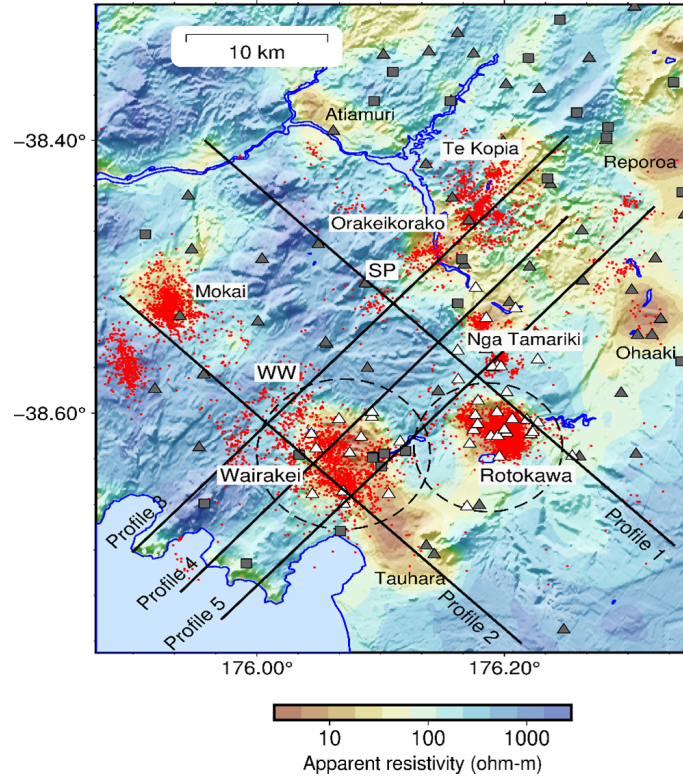 10 km
Atiamuri
−38.40°
Te Kopia
Reporoa
Orakeikorako
SP
Mokai
Nga Tamariki
Ohaaki
WW
−38.60°
Wairakei
Rotokawa
Profile 3
Profile 1
Profile 4
Tauhara
Profile 5
Profile 2
176.00°
176.20°
10
100
1000
Apparent resistivity (ohm-m)